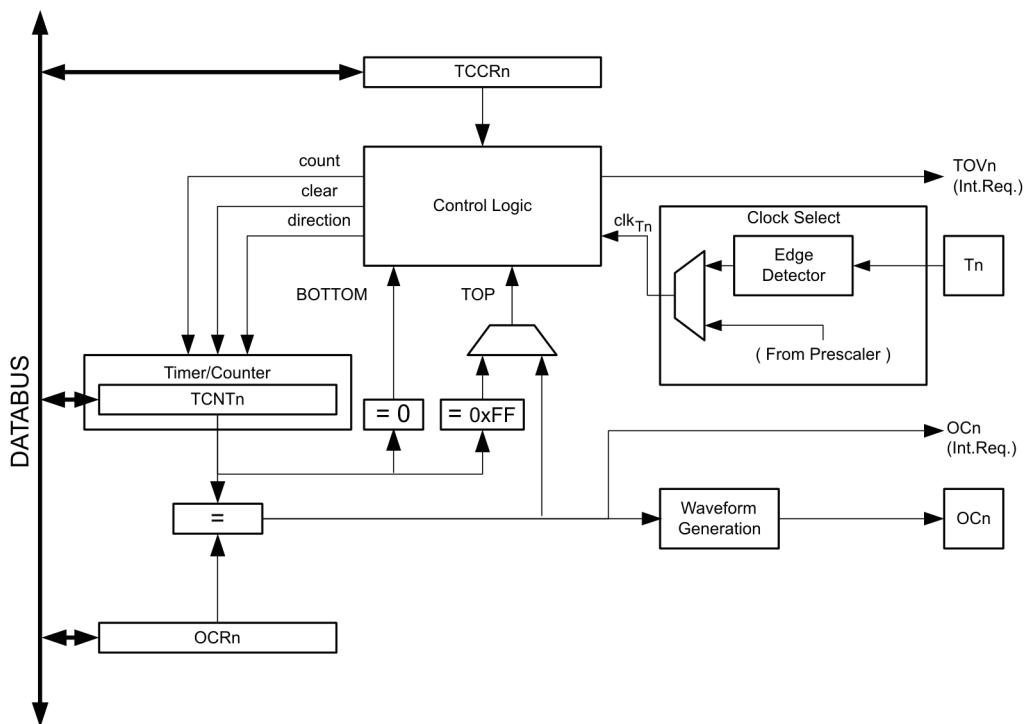 TCCRn
count
clear
direction
Control Logic
TOVn
(Int.Req.)
clkTn
Clock Select
Edge
Detector
Tn
( From Prescaler )
BOTTOM
TOP
Timer/Counter
TCNTn
= 0
= 0xFF
DATABUS
OCn
(Int.Req.)
=
Waveform
Generation
OCn
OCRn